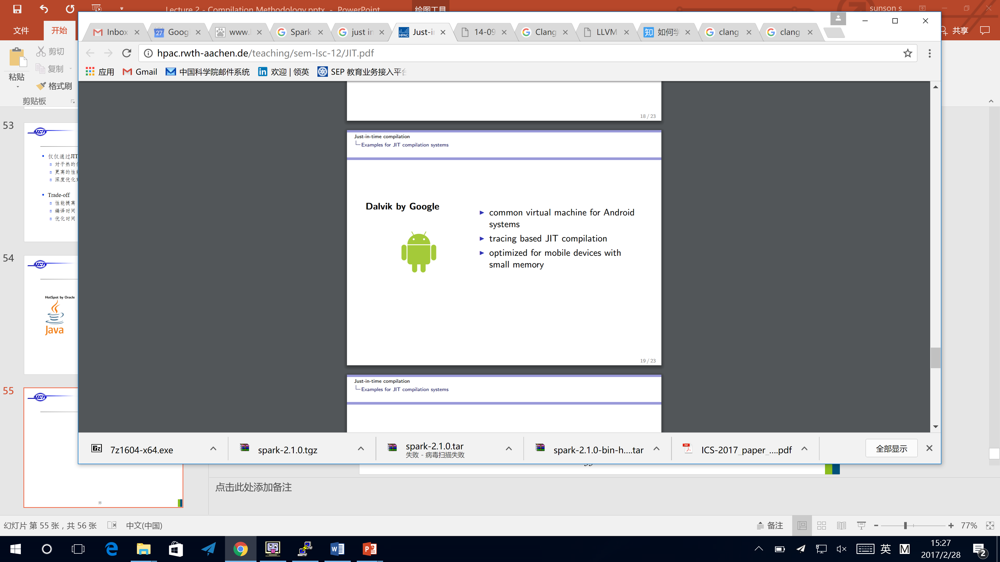 sunson s
文件
开始
共享
Inbox
27
Goog
www.
Spark
just in
HPAC
Just-in
14-09
Clang
LLVM
知
如何学
clang
clang
hpac.rwth-aachen.de/teaching/sem-lsc-12/JIT.pdf
应用
Gmail
中国科学院邮件系统
in
欢迎 | 领英
SEP 教育业务接入平台
剪切
复制
粘贴
格式刷
剪贴板
18 / 23
Just-in-time compilation
Examples for JIT compilation systems
Dalvik by Google
common virtual machine for Android
systems
tracing based JIT compilation
optimized for mobile devices with
small memory
19 / 23
Just-in-time compilation
Examples for JIT compilation systems
53
ICT
仅仅通过JIT
对于热的
更高的性能
深度优化
Trade-off
性能提高
编译时间
优化时间
54
ICT
HotSpot by Oracle
Java
55
ICT
55
7z
7z1604-x64.exe
spark-2.1.0.tgz
spark-2.1.0.tar
失败 - 病毒扫描失败
spark-2.1.0-bin-h....tar
PDF
ICS-2017_paper_....pdf
全部显示
点击此处添加备注
幻灯片 第 55 张，共 56 张
中文(中国)
备注
77%
英
M
15:27
2017/2/28
2